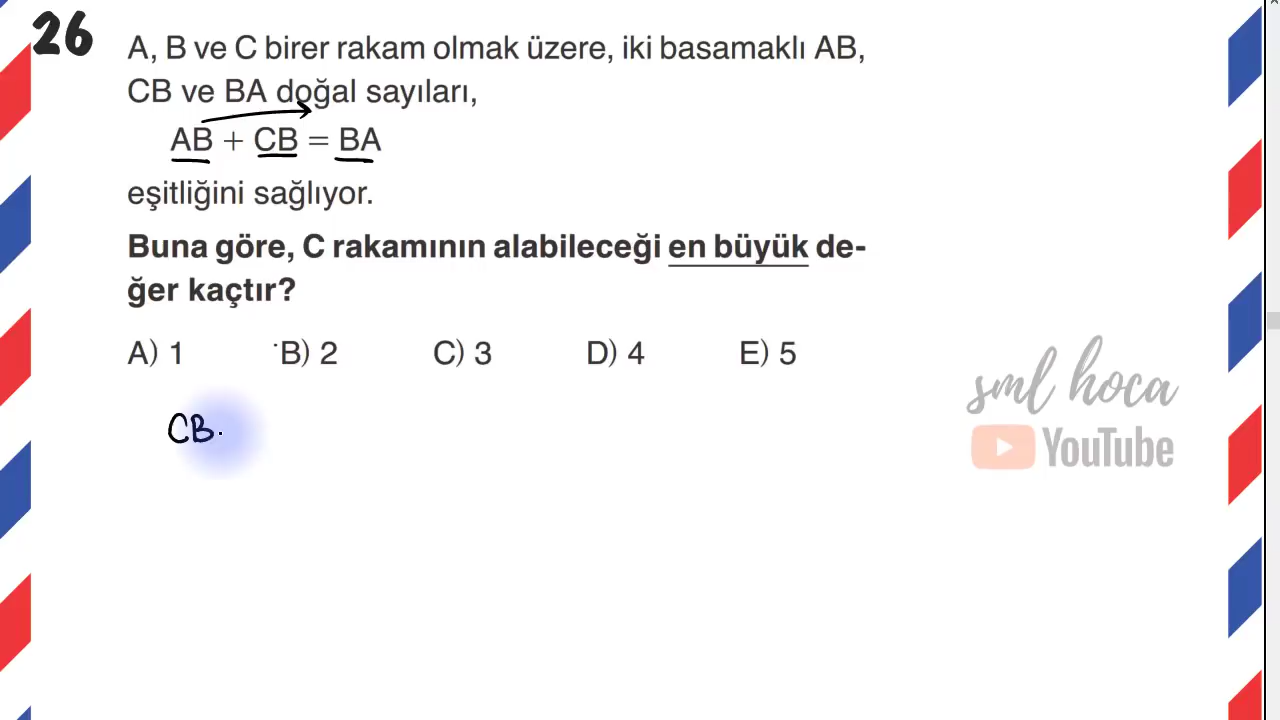 26
A, B ve C birer rakam olmak üzere, iki basamaklı AB,
CB ve BA doğal sayıları,
AB + CB = BA
eşitliğini sağlıyor.
Buna göre, C rakamının alabileceği en büyük de-
ğer kaçtır?
A) 1 B) 2 C) 3 D) 4 E) 5
CB
sml hoca
YouTube